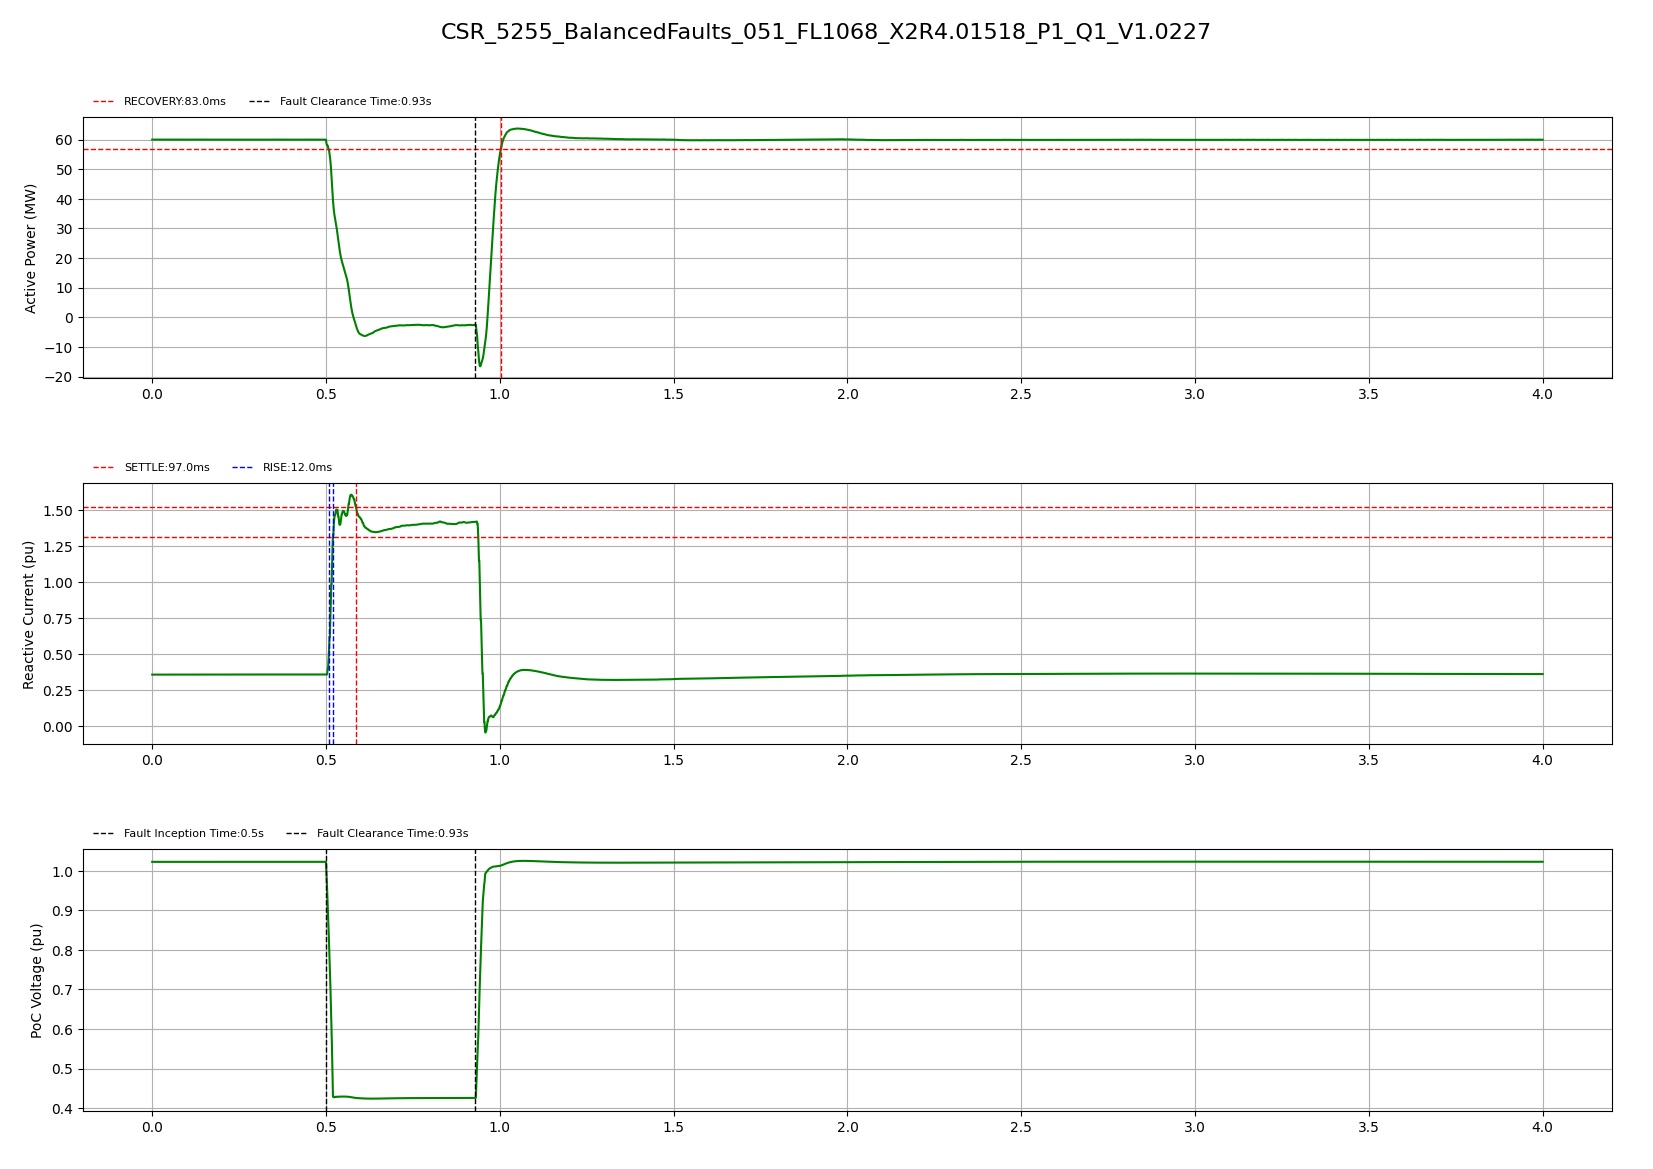 CSR_5255_BalancedFaults_051_FL1068_X2R4.01518_P1_Q1_V1.0227
RECOVERY:83.0ms Fault Clearance Time:0.93s
Active Power (MW)
60
50
40
30
20
10
0
−10
−20
0.0 0.5 1.0 1.5 2.0 2.5 3.0 3.5 4.0
SETTLE:97.0ms RISE:12.0ms
Reactive Current (pu)
1.50
1.25
1.00
0.75
0.50
0.25
0.00
0.0 0.5 1.0 1.5 2.0 2.5 3.0 3.5 4.0
Fault Inception Time:0.5s Fault Clearance Time:0.93s
PoC Voltage (pu)
1.0
0.9
0.8
0.7
0.6
0.5
0.4
0.0 0.5 1.0 1.5 2.0 2.5 3.0 3.5 4.0